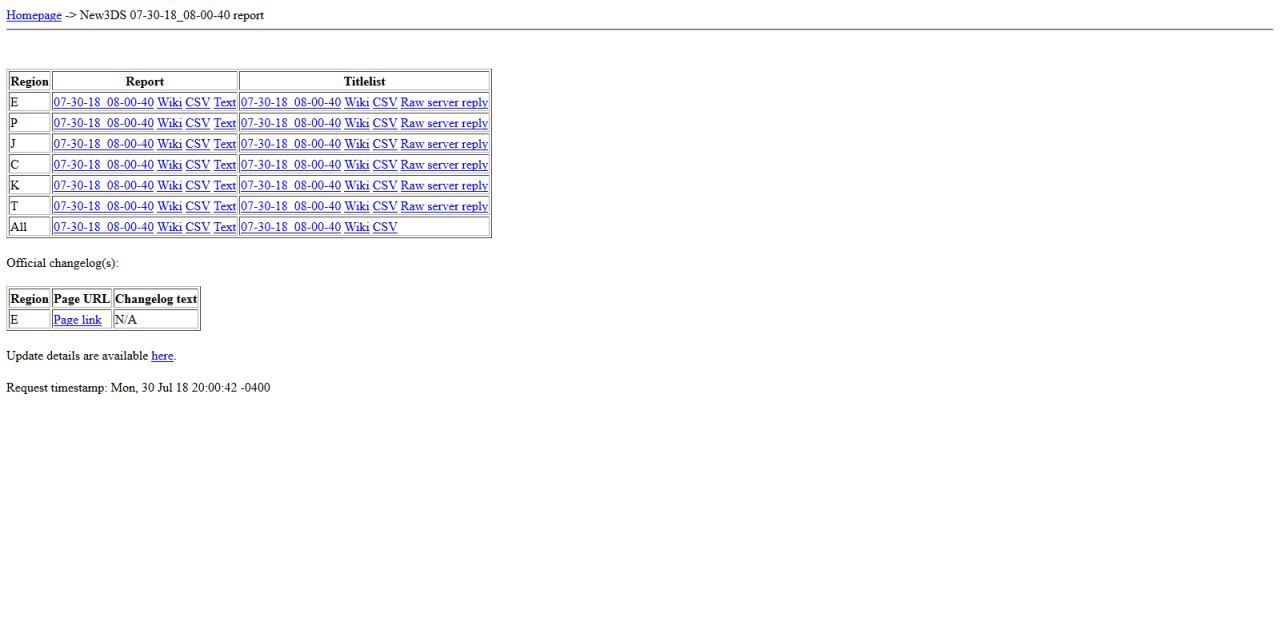 Homepage -> New3DS 07-30-18_08-00-40 report
Region Report Titlelist
E 07-30-18_08-00-40 Wiki CSV Text 07-30-18_08-00-40 Wiki CSV Raw server reply
P 07-30-18_08-00-40 Wiki CSV Text 07-30-18_08-00-40 Wiki CSV Raw server reply
J 07-30-18_08-00-40 Wiki CSV Text 07-30-18_08-00-40 Wiki CSV Raw server reply
C 07-30-18_08-00-40 Wiki CSV Text 07-30-18_08-00-40 Wiki CSV Raw server reply
K 07-30-18_08-00-40 Wiki CSV Text 07-30-18_08-00-40 Wiki CSV Raw server reply
T 07-30-18_08-00-40 Wiki CSV Text 07-30-18_08-00-40 Wiki CSV Raw server reply
All 07-30-18_08-00-40 Wiki CSV Text 07-30-18_08-00-40 Wiki CSV
Official changelog(s):
Region Page URL Changelog text
E Page link N/A
Update details are available here.
Request timestamp: Mon, 30 Jul 18 20:00:42 -0400